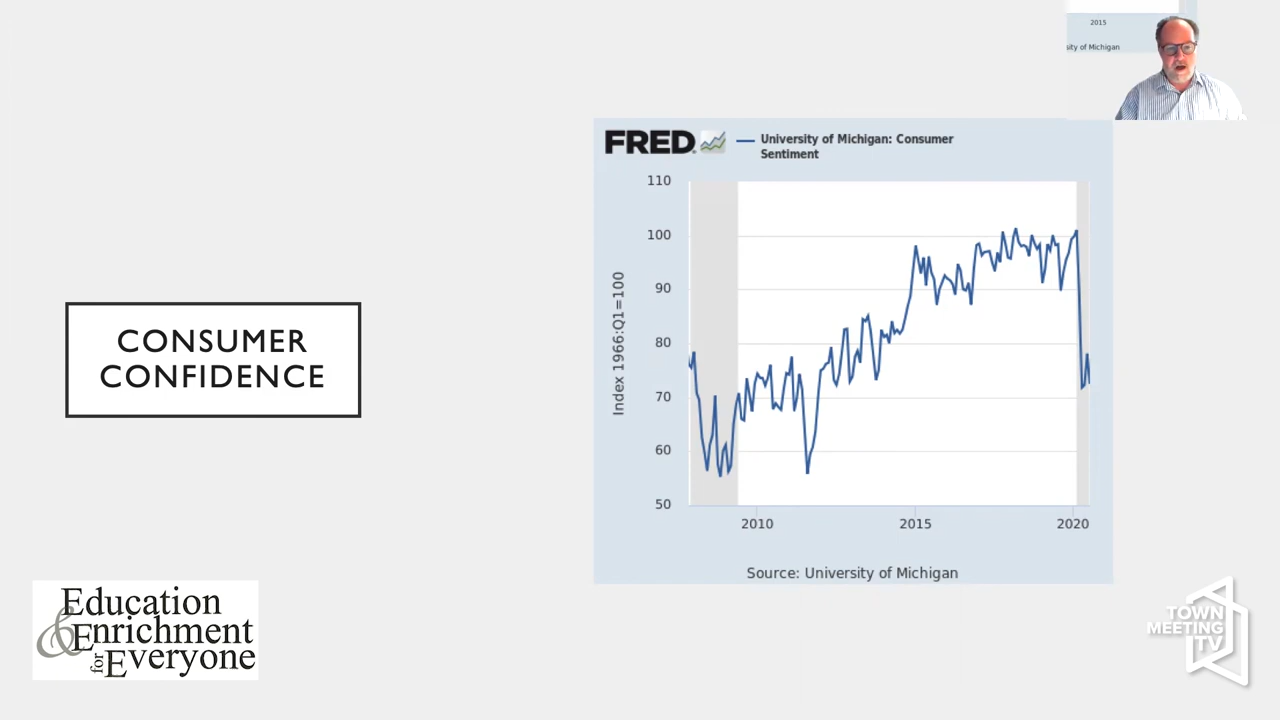 2015
sity of Michigan
FRED
University of Michigan: Consumer
Sentiment
110
100
90
80
70
60
50
Index 1966:Q1=100
2010
2015
2020
Source: University of Michigan
CONSUMER
CONFIDENCE
Education
& Enrichment
for Everyone
TOWN
MEETING
TV